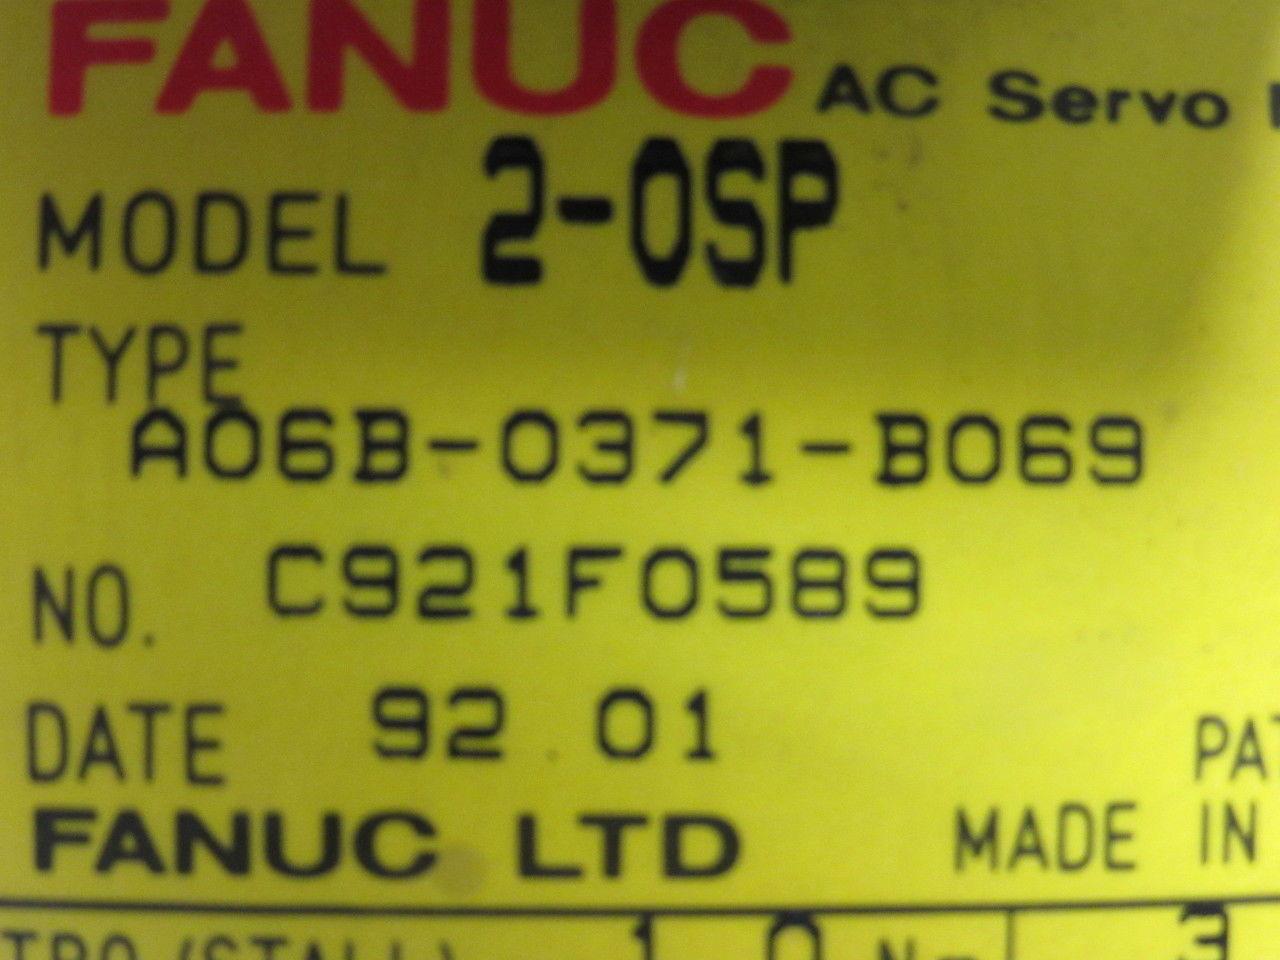 FANUC AC Servo
MODEL 2-0SP
TYPE
A06B-0371-B069
NO. C921F0589
DATE 92 01
PAT
FANUC LTD MADE IN